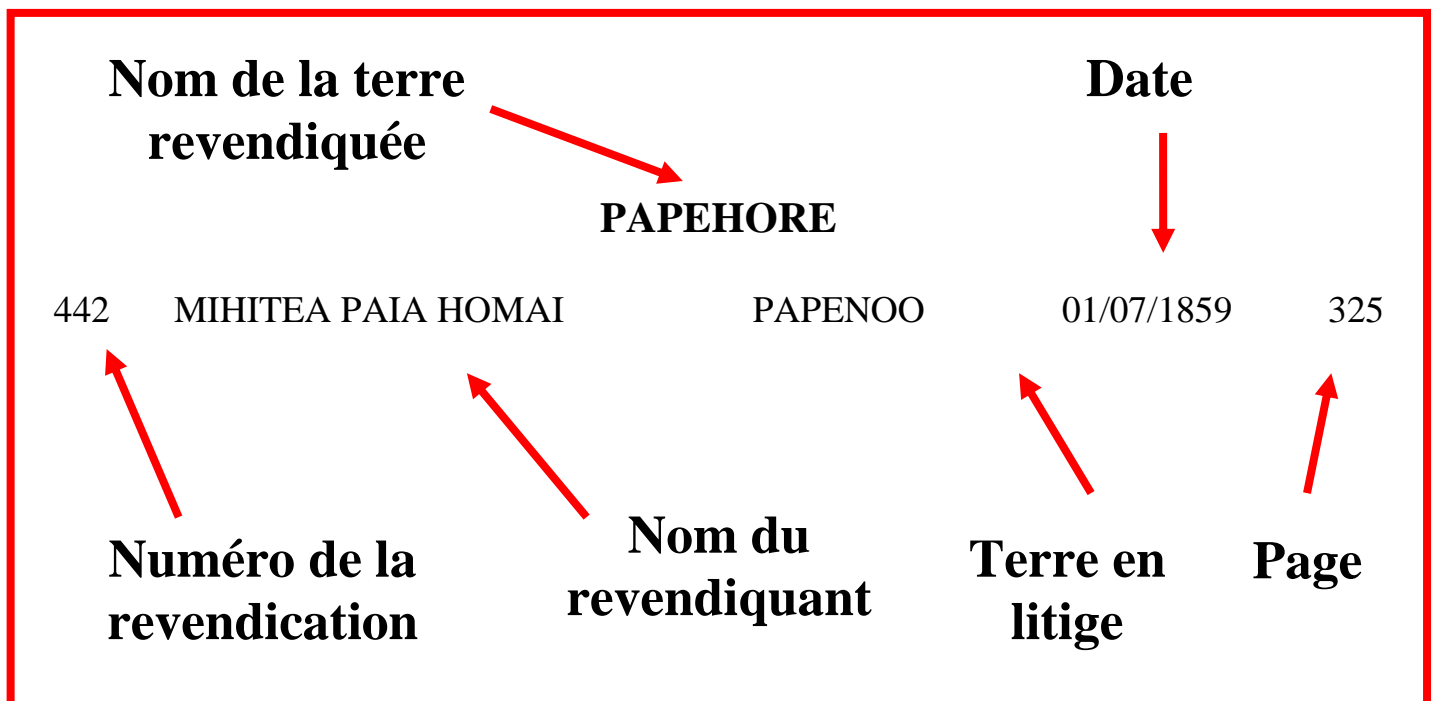 Nom de la terre
revendiquée
Date
PAPEHORE
442 MIHITEA PAIA HOMAI PAPENOO 01/07/1859 325
Numéro de la
revendication
Nom du
revendiquant
Terre en
litige
Page